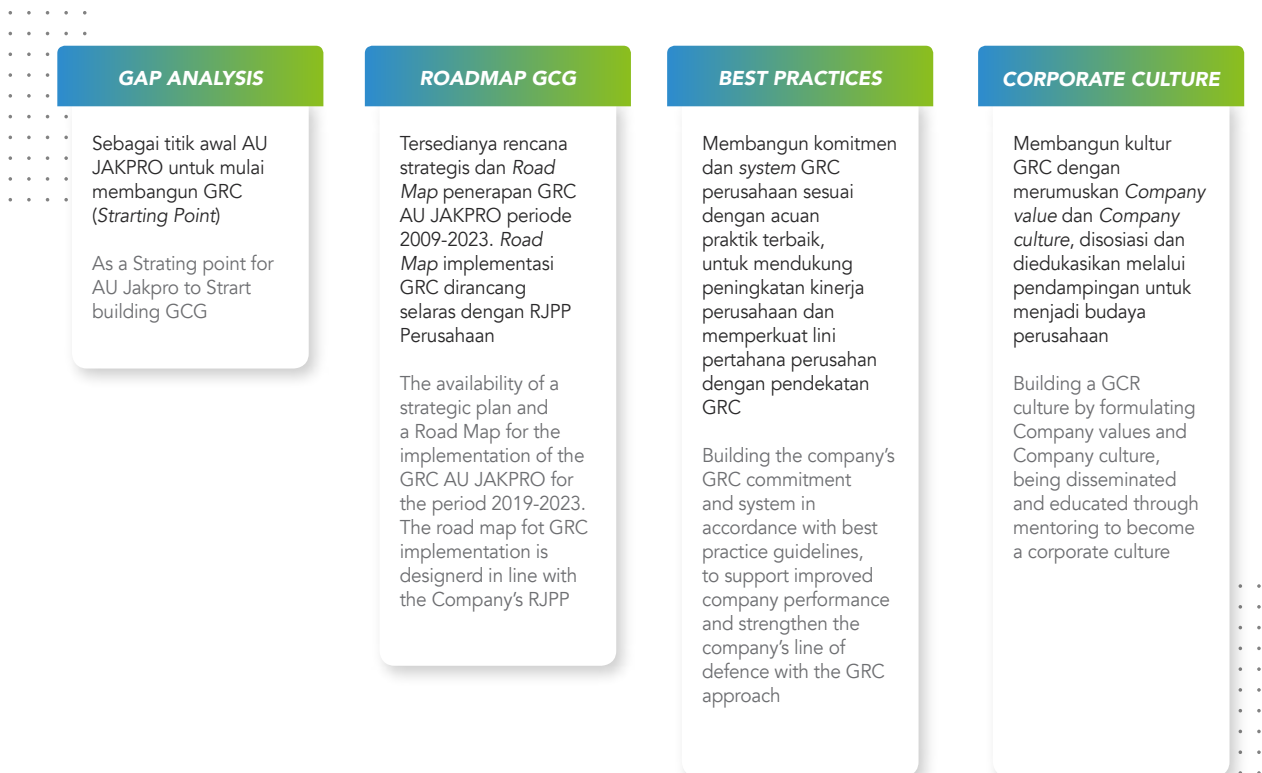 GAP ANALYSIS
Sebagai titik awal AU
JAKPRO untuk mulai
membangun GRC
(Strarting Point)
As a Strating point for
AU Jakpro to Strart
building GCG
ROADMAP GCG
Tersedianya rencana
strategis dan Road
Map penerapan GRC
AU JAKPRO periode
2009-2023. Road
Map implementasi
GRC dirancang
selaras dengan RJPP
Perusahaan
The availability of a
strategic plan and
a Road Map for the
implementation of the
GRC AU JAKPRO for
the period 2019-2023.
The road map fot GRC
implementation is
designerd in line with
the Company's RJPP
BEST PRACTICES
Membangun komitmen
dan system GRC
perusahaan sesuai
dengan acuan
praktik terbaik,
untuk mendukung
peningkatan kinerja
perusahaan dan
memperkuat lini
pertahana perusahan
dengan pendekatan
GRC
Building the company's
GRC commitment
and system in
accordance with best
practice guidelines,
to support improved
company performance
and strengthen the
company's line of
defence with the GRC
approach
CORPORATE CULTURE
Membangun kultur
GRC dengan
merumuskan Company
value dan Company
culture, disosiasi dan
diedukasikan melalui
pendampingan untuk
menjadi budaya
perusahaan
Building a GCR
culture by formulating
Company values and
Company culture,
being disseminated
and educated through
mentoring to become
a corporate culture